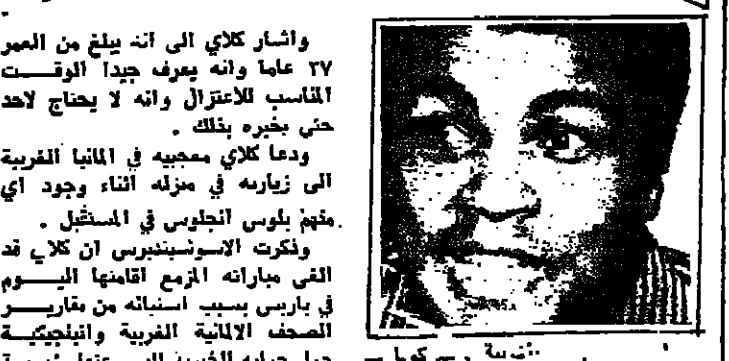 واشار كلاي الى انه يبلغ من العمر
٢٧ عاما وانه يعرف جيدا الوقت
المناسب للاعتزال وانه لا يحتاج لاحد
حتى يخبره بذلك .
ودعا كلاي معجبيه في المانيا الغربية
الى زيارته في منزله اثناء وجود اي
منهم بلوس انجلوس في المستقبل .
وذكرت الاسوشيتدبرس ان كلاي قد
الغى مباراته المزمع اقامتها اليوم
في باريس بسبب استيائه من تقارير
الصحف الالمانية الغربية والبلجيكية
حول